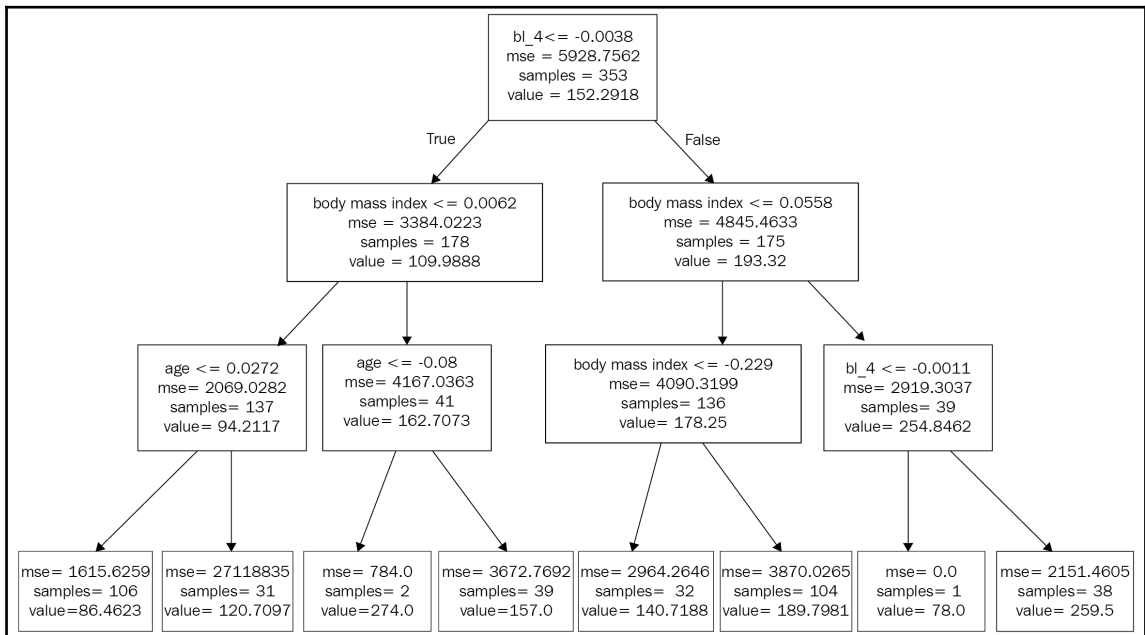 bl_4<= -0.0038
mse = 5928.7562
samples = 353
value = 152.2918
True
False
body mass index <= 0.0062
mse = 3384.0223
samples = 178
value = 109.9888
body mass index <= 0.0558
mse = 4845.4633
samples = 175
value = 193.32
age <= 0.0272
mse= 2069.0282
samples= 137
value= 94.2117
age <= -0.08
mse= 4167.0363
samples= 41
value= 162.7073
body mass index <= -0.229
mse= 4090.3199
samples= 136
value= 178.25
bl_4 <= -0.0011
mse= 2919.3037
samples= 39
value= 254.8462
mse= 1615.6259
samples= 106
value=86.4623
mse= 27118835
samples= 31
value= 120.7097
mse= 784.0
samples= 2
value=274.0
mse= 3672.7692
samples= 39
value=157.0
mse= 2964.2646
samples= 32
value= 140.7188
mse= 3870.0265
samples= 104
value= 189.7981
mse= 0.0
samples= 1
value= 78.0
mse= 2151.4605
samples= 38
value= 259.5